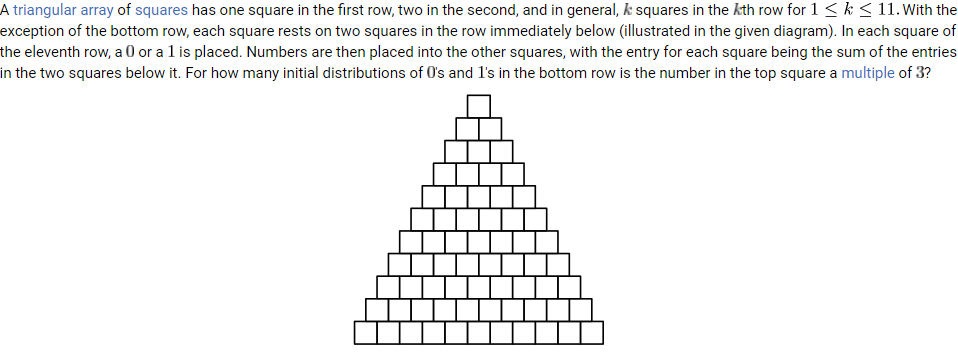 A triangular array of squares has one square in the first row, two in the second, and in general, k squares in the kth row for 1 ≤ k ≤ 11. With the
exception of the bottom row, each square rests on two squares in the row immediately below (illustrated in the given diagram). In each square of
the eleventh row, a 0 or a 1 is placed. Numbers are then placed into the other squares, with the entry for each square being the sum of the entries
in the two squares below it. For how many initial distributions of 0's and 1's in the bottom row is the number in the top square a multiple of 3?